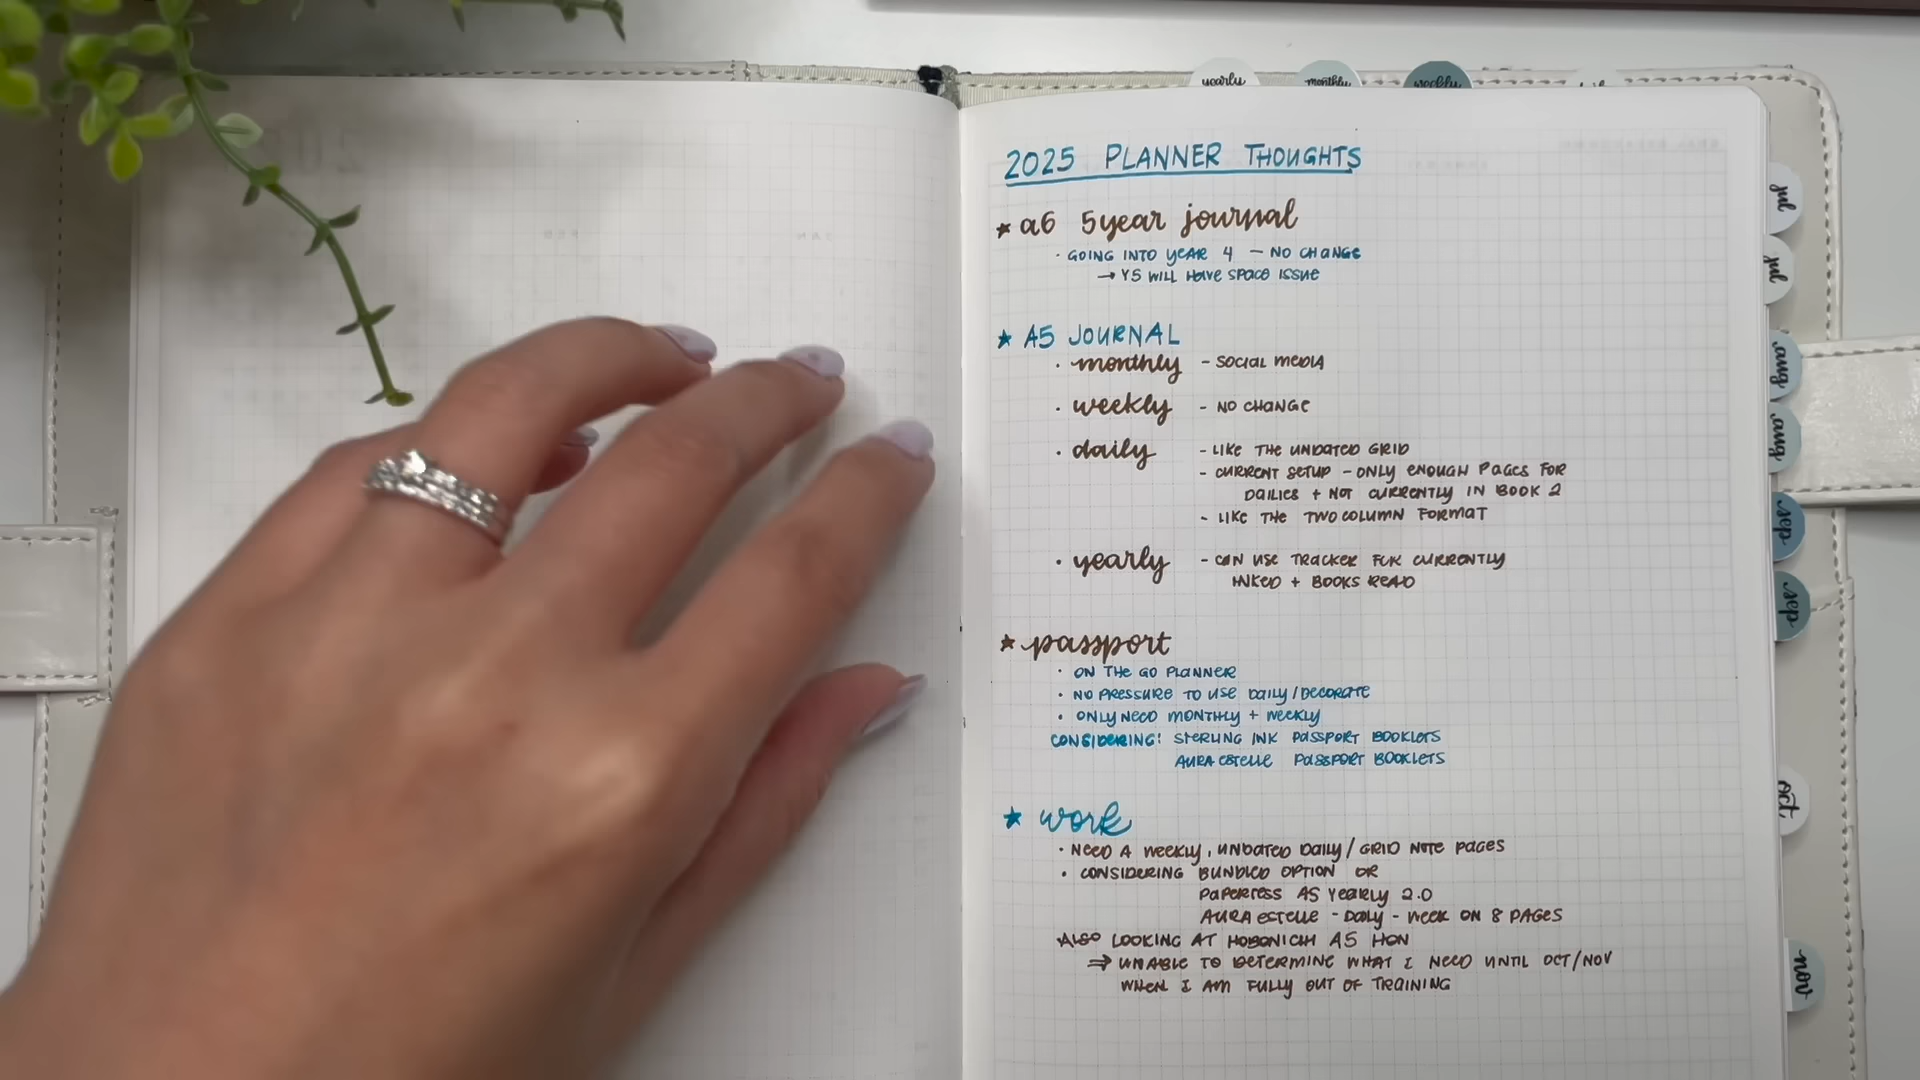 yearly
monthly
weekly
2025 PLANNER THOUGHTS
★ a6 5 year journal
· GOING INTO YEAR 4 — NO CHANGE
→ Y5 WILL HAVE SPACE ISSUE
★ A5 JOURNAL
· monthly - SOCIAL MEDIA
· weekly - NO CHANGE
· daily - LIKE THE UNDATED GRID
- CURRENT SETUP - ONLY ENOUGH PAGES FOR
DAILIES + NOT CURRENTLY IN BOOK 2
- LIKE THE TWO COLUMN FORMAT
· yearly - CAN USE TRACKER FOR CURRENTLY
INKED + BOOKS READ
★ passport
· ON THE GO PLANNER
· NO PRESSURE TO USE DAILY/DECORATE
· ONLY NEED MONTHLY + WEEKLY
CONSIDERING: STERLING INK PASSPORT BOOKLETS
AURA ESTELLE PASSPORT BOOKLETS
★ work
· NEED A WEEKLY, UNDATED DAILY/GRID NOTE PAGES
· CONSIDERING BUNDLED OPTION OR
PAPERTESS A5 YEARLY 2.0
AURA ESTELLE - DAILY - WEEK ON 8 PAGES
ALSO LOOKING AT HOBONICHI A5 HON
⇒ UNABLE TO DETERMINE WHAT I NEED UNTIL OCT/NOV
WHEN I AM FULLY OUT OF TRAINING
jul
jul
aug
aug
sep
sep
oct
nov